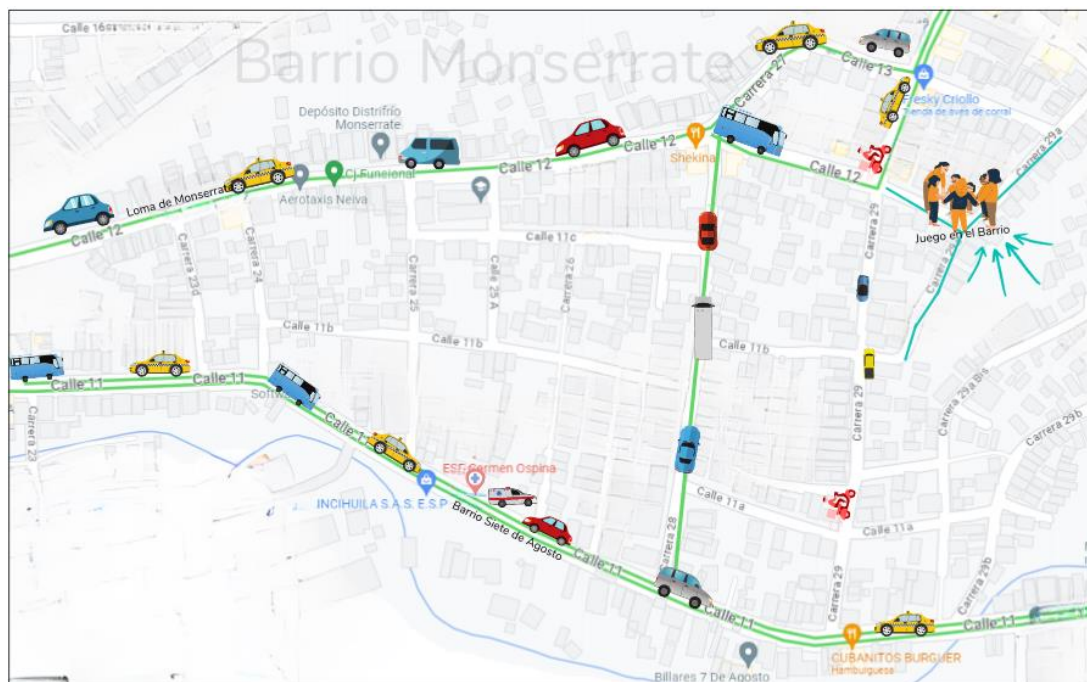 Calle 16
Barrio Monserrate
Carrera 27
Calle 13
Fresky Criollo
Tienda de aves de corral
Depósito Distrifrío
Monserrate
Calle 12
Shekina
Calle 12
Carrera 29a
Cj Funcional
Calle 12
Loma de Monserrate
Aerotaxis Neiva
Calle 12
Carrera 29
Juego en el Barrio
Calle 12
Calle 11c
Carrera 23d
Carrera 24
Carrera 25
Calle 25 A
Carrera 26
Calle 11b
Calle 11b
Calle 11b
Calle 11
Calle 11
Carrera 29
Carrera 29a Bis
Carrera 29b
Carrera 23
ESE Carmen Ospina
INCIHUILA S.A.S. E.S.P
Barrio Siete de Agosto
Calle 11a
Calle 11a
Calle 11
Carrera 28
Carrera 29
Carrera 29b
Calle 11
CUBANITOS BURGUER
Hamburguesa
Billares 7 De Agosto